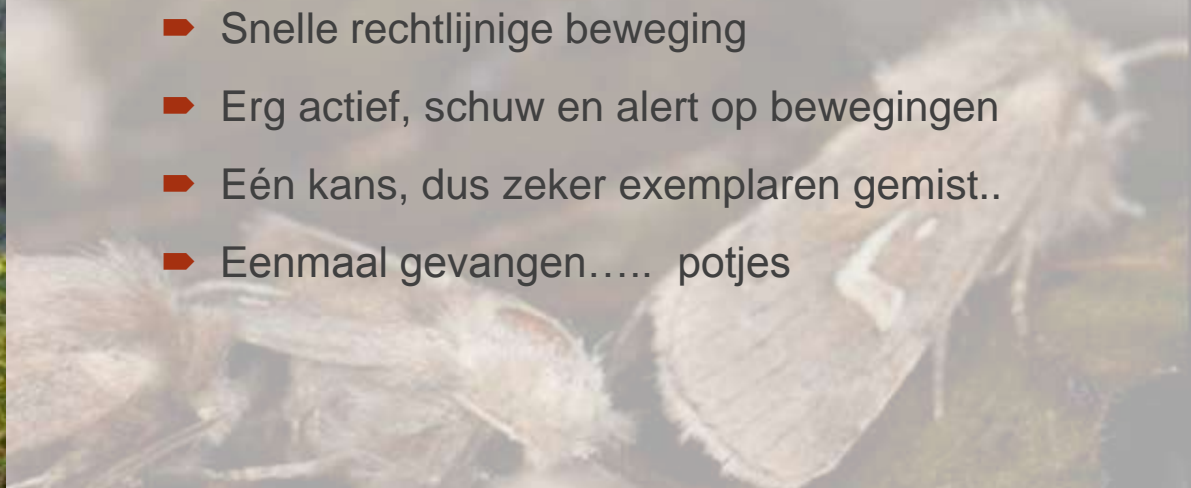 Snelle rechtlijnige beweging
Erg actief, schuw en alert op bewegingen
Eén kans, dus zeker exemplaren gemist..
Eenmaal gevangen….. potjes